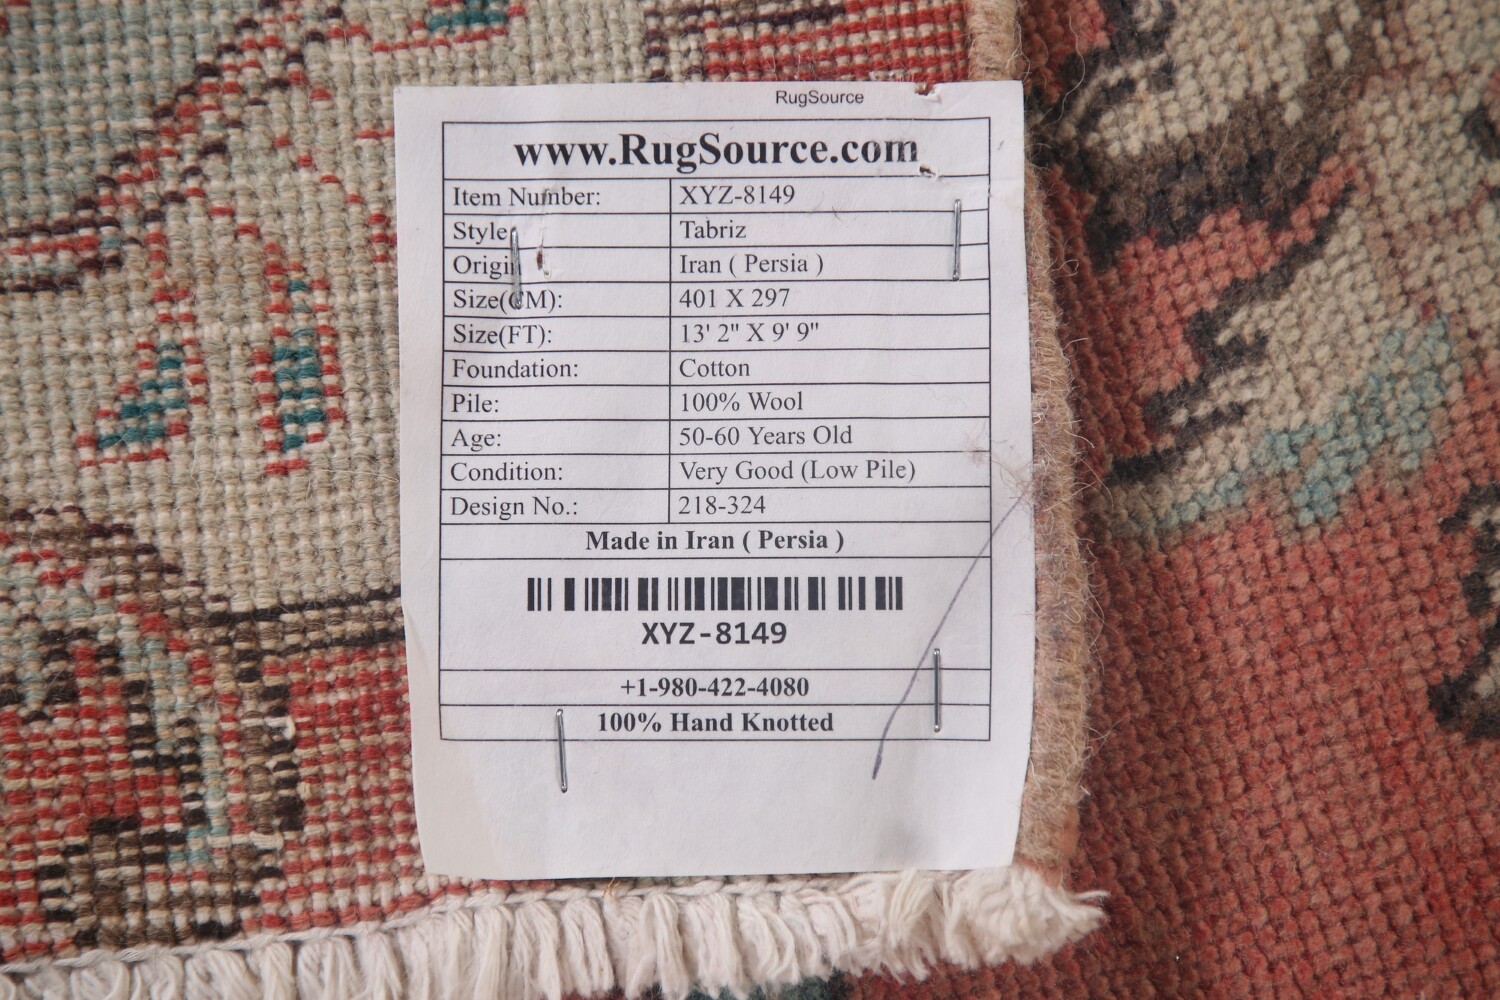 RugSource
www.RugSource.com
Item Number: XYZ-8149
Style: Tabriz
Origin Iran ( Persia )
Size(CM): 401 X 297
Size(FT): 13' 2" X 9' 9"
Foundation: Cotton
Pile: 100% Wool
Age: 50-60 Years Old
Condition: Very Good (Low Pile)
Design No.: 218-324
Made in Iran ( Persia )
XYZ-8149
+1-980-422-4080
100% Hand Knotted